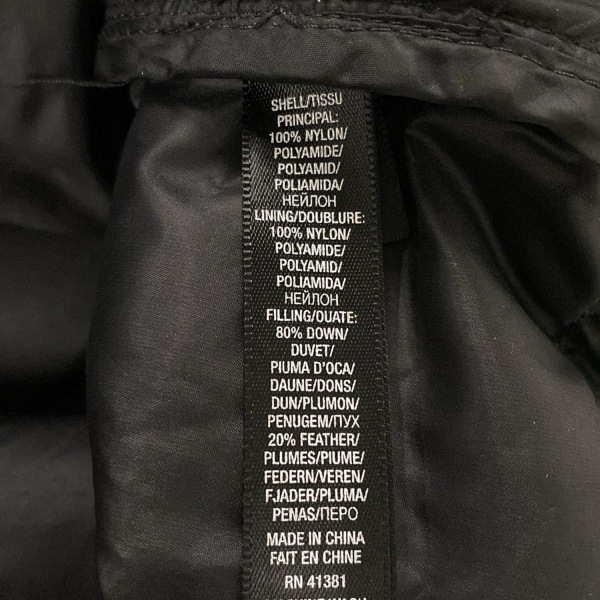 SHELL/TISSU
PRINCIPAL:
100% NYLON/
POLYAMIDE/
POLYAMID/
POLIAMIDA/
НЕЙЛОН
LINING/DOUBLURE:
100% NYLON/
POLYAMIDE/
POLYAMID/
POLIAMIDA/
НЕЙЛОН
FILLING/OUATE:
80% DOWN/
DUVET/
PIUMA D'OCA/
DAUNE/DONS/
DUN/PLUMON/
PENUGEM/ПУХ
20% FEATHER/
PLUMES/PIUME/
FEDERN/VEREN/
FJADER/PLUMA/
PENAS/ПЕРО
MADE IN CHINA
FAIT EN CHINE
RN 41381